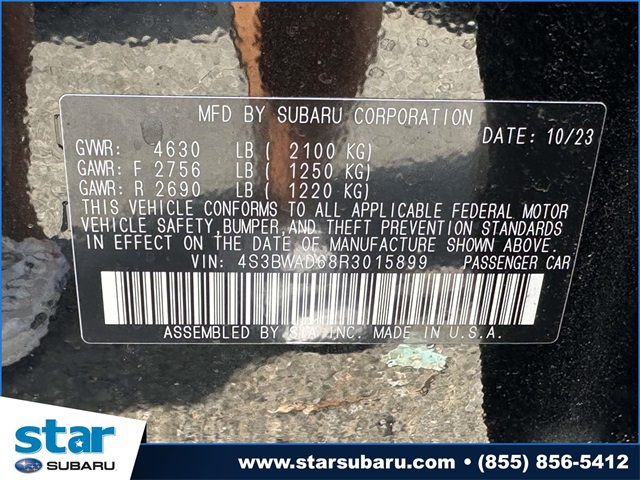 MFD BY SUBARU CORPORATION
DATE: 10/23
GVWR: 4630 LB ( 2100 KG)
GAWR: F 2756 LB ( 1250 KG)
GAWR: R 2690 LB ( 1220 KG)
THIS VEHICLE CONFORMS TO ALL APPLICABLE FEDERAL MOTOR
VEHICLE SAFETY, BUMPER, AND THEFT PREVENTION STANDARDS
IN EFFECT ON THE DATE OF MANUFACTURE SHOWN ABOVE.
VIN: 4S3BWAD68R3015899 PASSENGER CAR
ASSEMBLED BY SIA, INC. MADE IN U.S.A.
star
SUBARU
www.starsubaru.com - (855) 856-5412